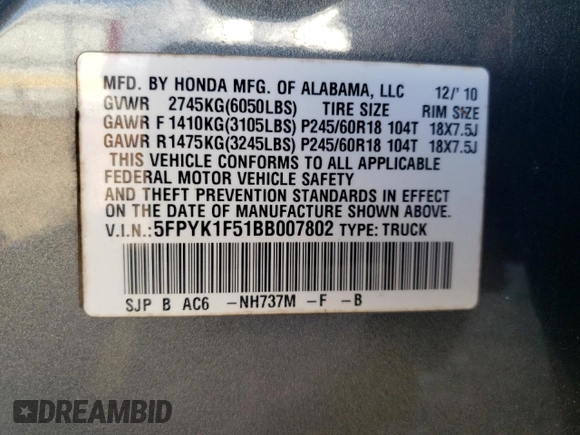 MFD. BY HONDA MFG. OF ALABAMA, LLC 12/'10
GVWR 2745KG(6050LBS) TIRE SIZE RIM SIZE
GAWR F 1410KG(3105LBS) P245/60R18 104T 18X7.5J
GAWR R1475KG(3245LBS) P245/60R18 104T 18X7.5J
THIS VEHICLE CONFORMS TO ALL APPLICABLE
FEDERAL MOTOR VEHICLE SAFETY
AND THEFT PREVENTION STANDARDS IN EFFECT
ON THE DATE OF MANUFACTURE SHOWN ABOVE.
V.I.N.: 5FPYK1F51BB007802 TYPE: TRUCK
SJP B AC6 -NH737M -F -B
DREAMBID